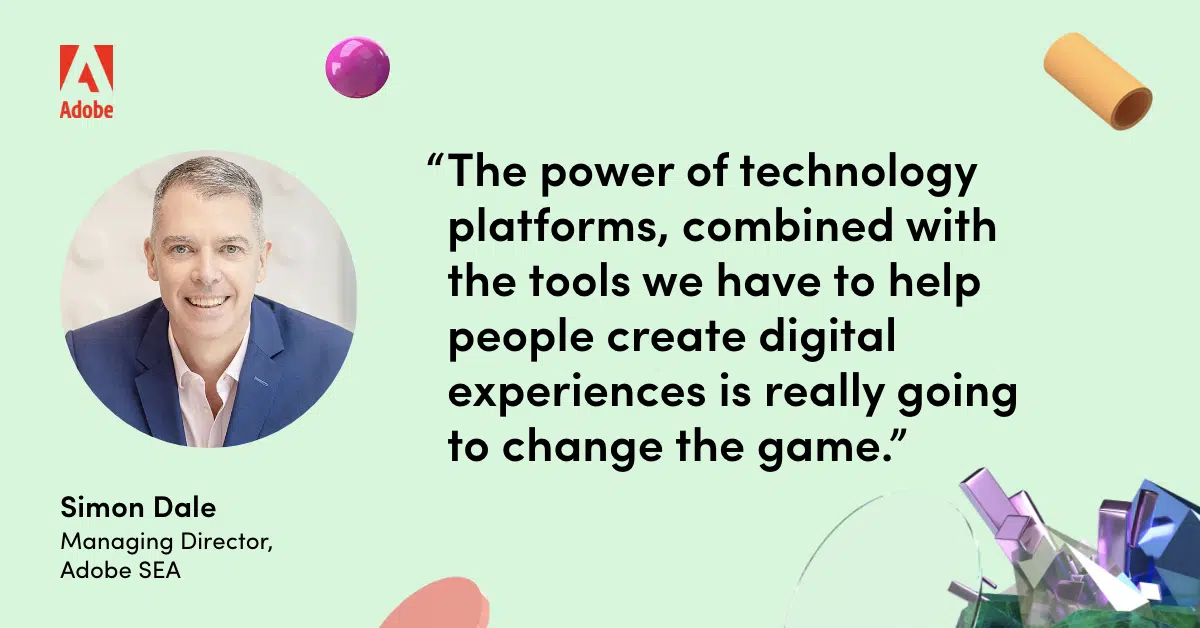 Adobe
“The power of technology
platforms, combined with
the tools we have to help
people create digital
experiences is really going
to change the game.”
Simon Dale
Managing Director,
Adobe SEA